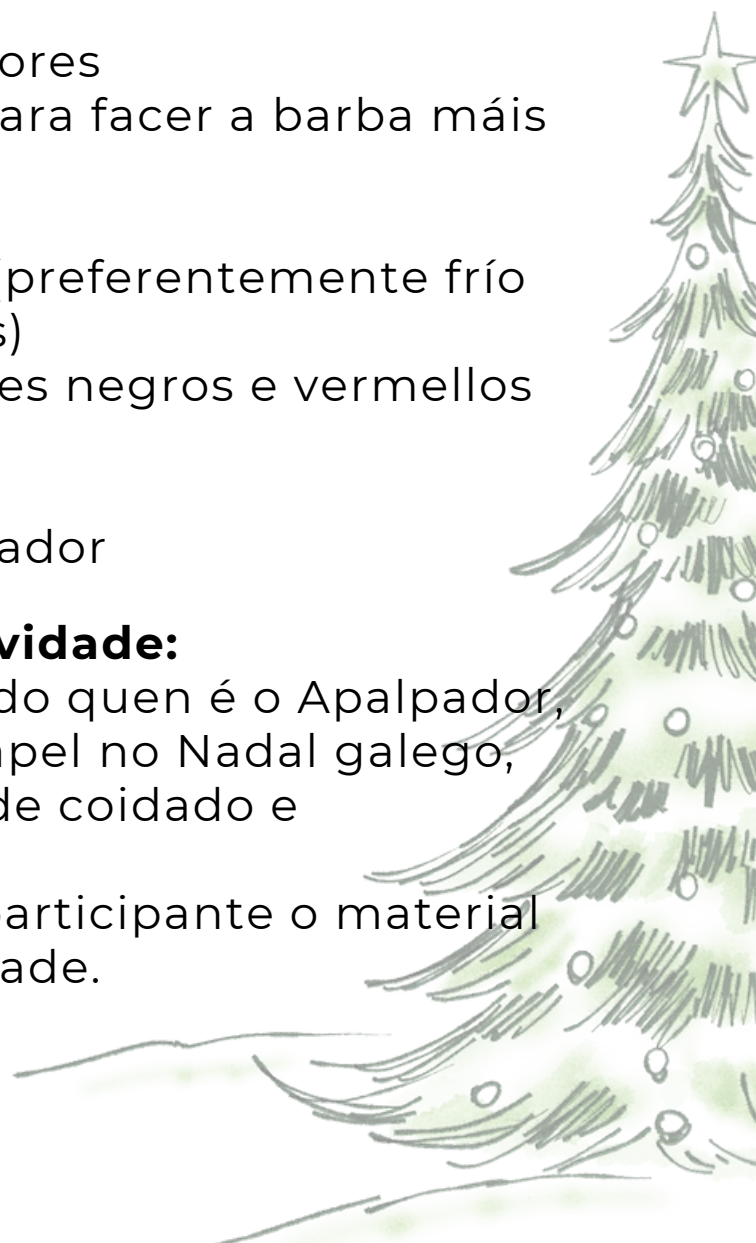 ores
ara facer a barba máis
(preferentemente frío
s)
es negros e vermellos
ador
vidade:
do quen é o Apalpador,
apel no Nadal galego,
de coidado e
participante o material
ade.